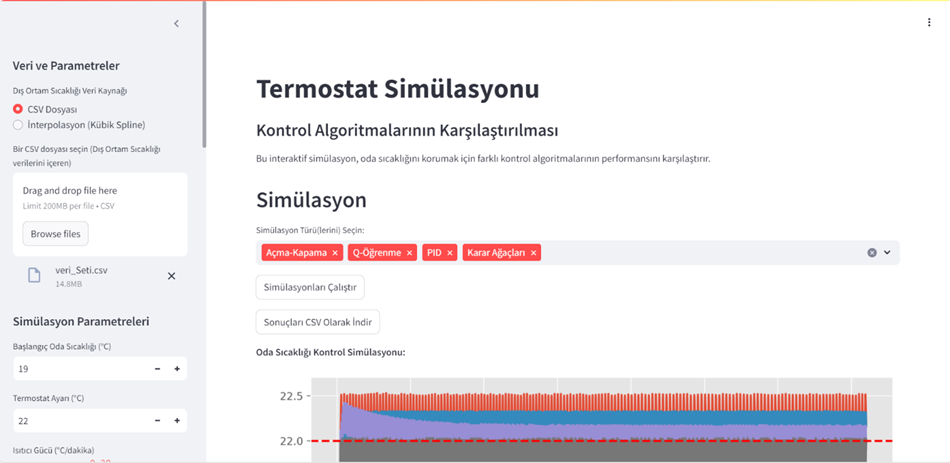 Veri ve Parametreler
Dış Ortam Sıcaklığı Veri Kaynağı
CSV Dosyası
İnterpolasyon (Kübik Spline)
Bir CSV dosyası seçin (Dış Ortam Sıcaklığı
verilerini içeren)
Drag and drop file here
Limit 200MB per file • CSV
Browse files
veri_Seti.csv
14.8MB
Simülasyon Parametreleri
Başlangıç Oda Sıcaklığı (°C)
19
Termostat Ayarı (°C)
22
Isıtıcı Gücü (°C/dakika)
Termostat Simülasyonu
Kontrol Algoritmalarının Karşılaştırılması
Bu interaktif simülasyon, oda sıcaklığını korumak için farklı kontrol algoritmalarının performansını karşılaştırır.
Simülasyon
Simülasyon Türü(lerini) Seçin:
Açma-Kapama × Q-Öğrenme × PID × Karar Ağaçları ×
Simülasyonları Çalıştır
Sonuçları CSV Olarak İndir
Oda Sıcaklığı Kontrol Simülasyonu:
22.5
22.0